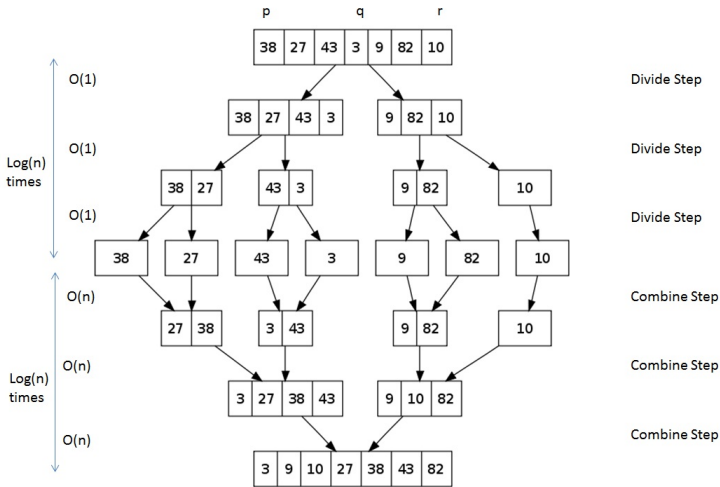 p q r
38 27 43 3 9 82 10
O(1) Divide Step
38 27 43 3 9 82 10
O(1) Divide Step
Log(n)
times
38 27 43 3 9 82 10
O(1) Divide Step
38 27 43 3 9 82 10
O(n) Combine Step
27 38 3 43 9 82 10
O(n) Combine Step
Log(n)
times
3 27 38 43 9 10 82
O(n) Combine Step
3 9 10 27 38 43 82